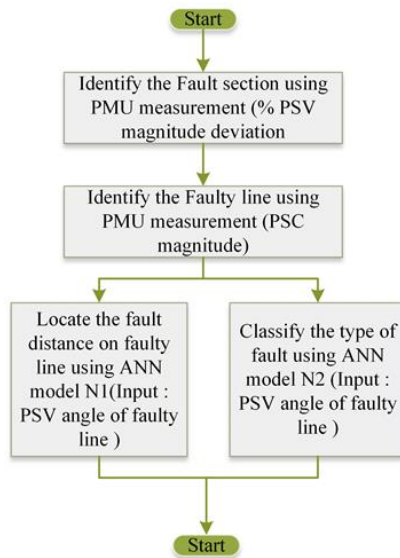 Start
Identify the Fault section using
PMU measurement (% PSV
magnitude deviation
Identify the Faulty line using
PMU measurement (PSC
magnitude)
Locate the fault
distance on faulty
line using ANN
model N1(Input :
PSV angle of faulty
line )
Classify the type of
fault using ANN
model N2 (Input :
PSV angle of faulty
line )
Start